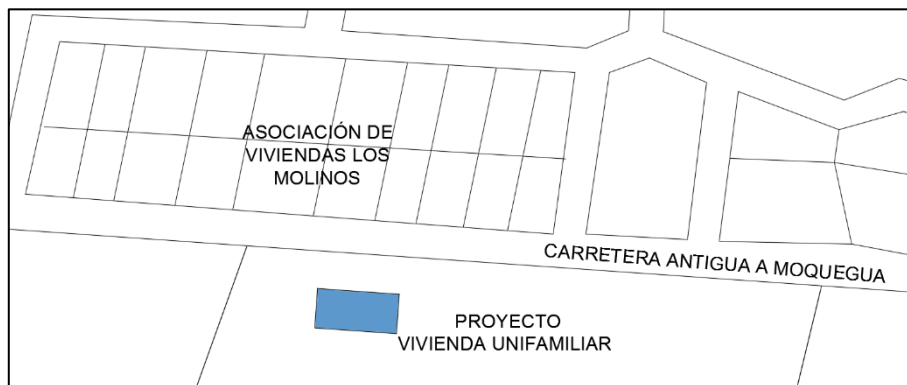 ASOCIACIÓN DE
VIVIENDAS LOS
MOLINOS
CARRETERA ANTIGUA A MOQUEGUA
PROYECTO
VIVIENDA UNIFAMILIAR